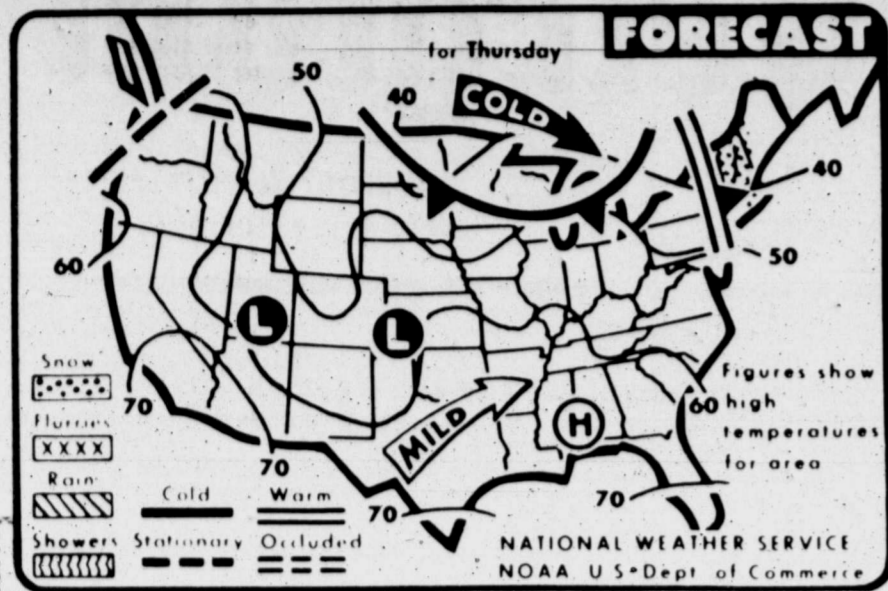 FORECAST
for Thursday
50
40
COLD
40
50
60
L
L
Snow
70
Flurries
XXXX
Rain
Showers
Cold
Warm
Stationary
Occluded
70
MILD
H
70
70
60
Figures show
high
temperatures
for area
NATIONAL WEATHER SERVICE
NOAA U S Dept of Commerce